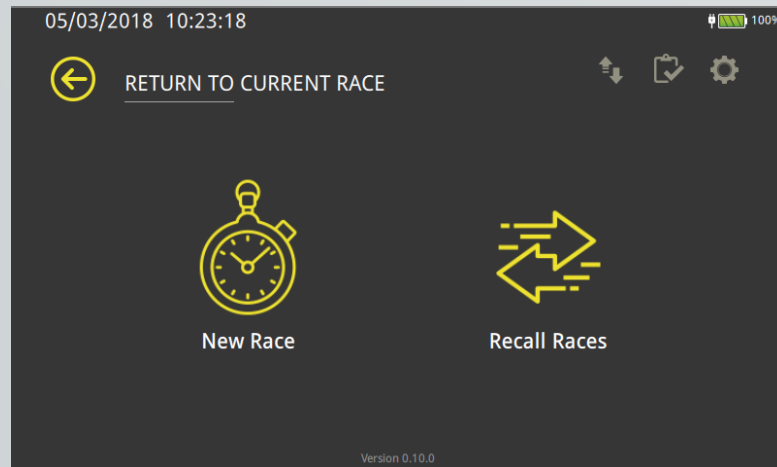 05/03/2018 10:23:18 100%
RETURN TO CURRENT RACE
New Race Recall Races
Version 0.10.0